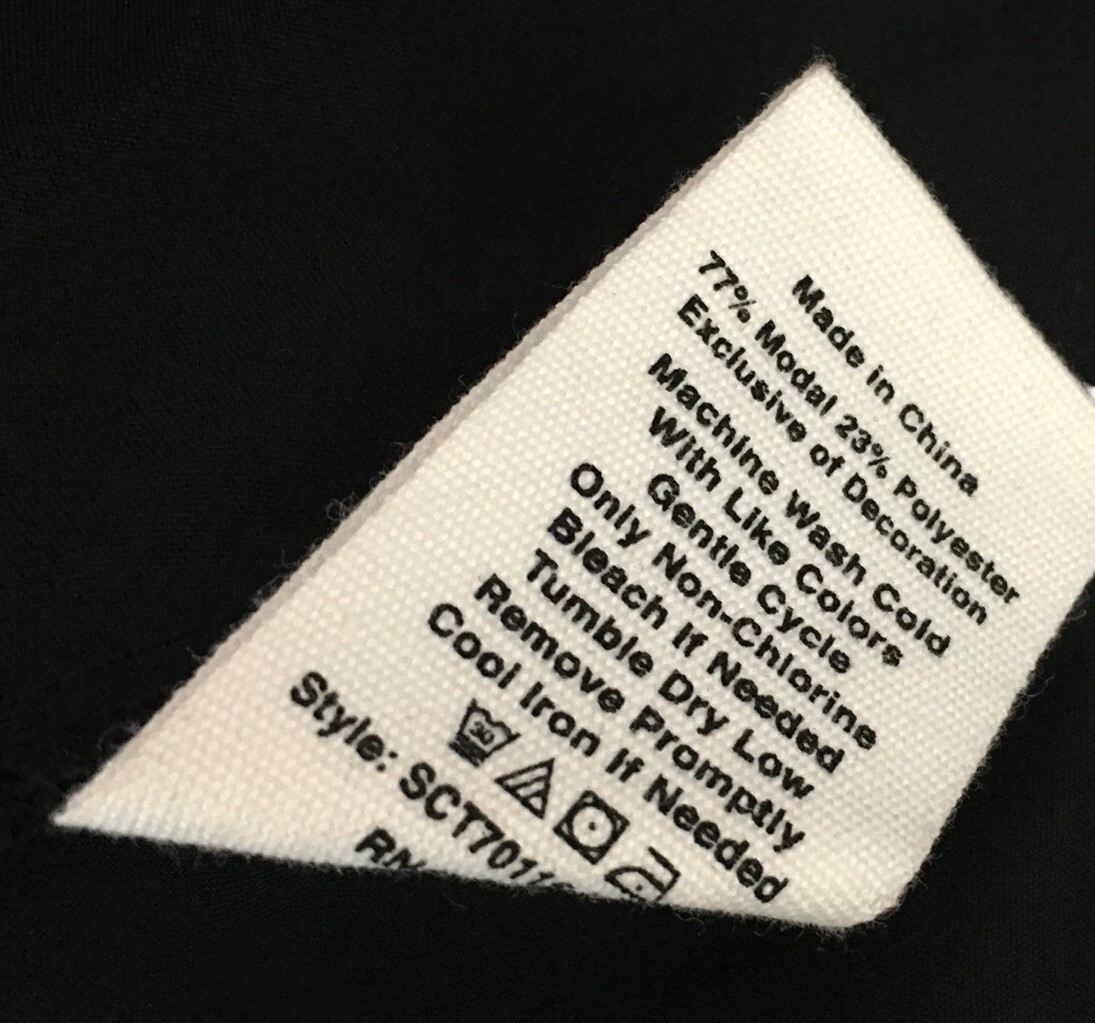 Made in China
77% Modal 23% Polyester
Exclusive of Decoration
Machine Wash Cold
With Like Colors
Gentle Cycle
Only Non-Chlorine
Bleach If Needed
Tumble Dry Low
Remove Promptly
Cool Iron If Needed
30
Style: